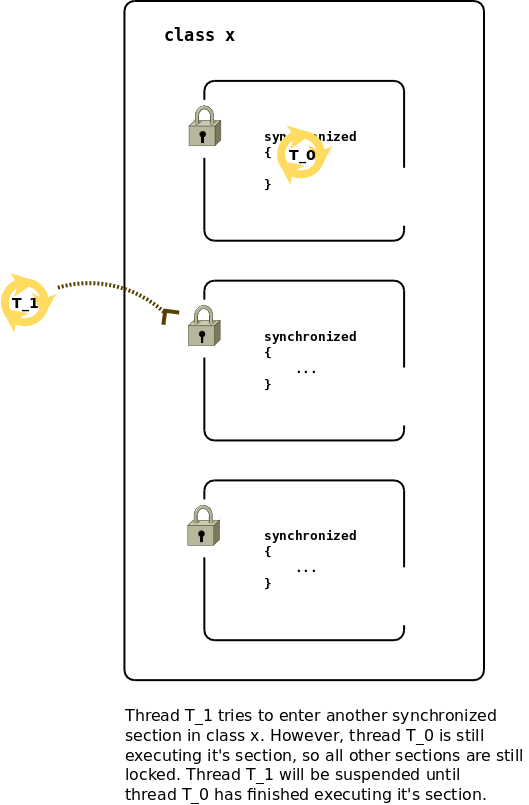 class x
synchronized
{
T_0
}
T_1
synchronized
{
...
}
synchronized
{
...
}
Thread T_1 tries to enter another synchronized
section in class x. However, thread T_0 is still
executing it's section, so all other sections are still
locked. Thread T_1 will be suspended until
thread T_0 has finished executing it's section.